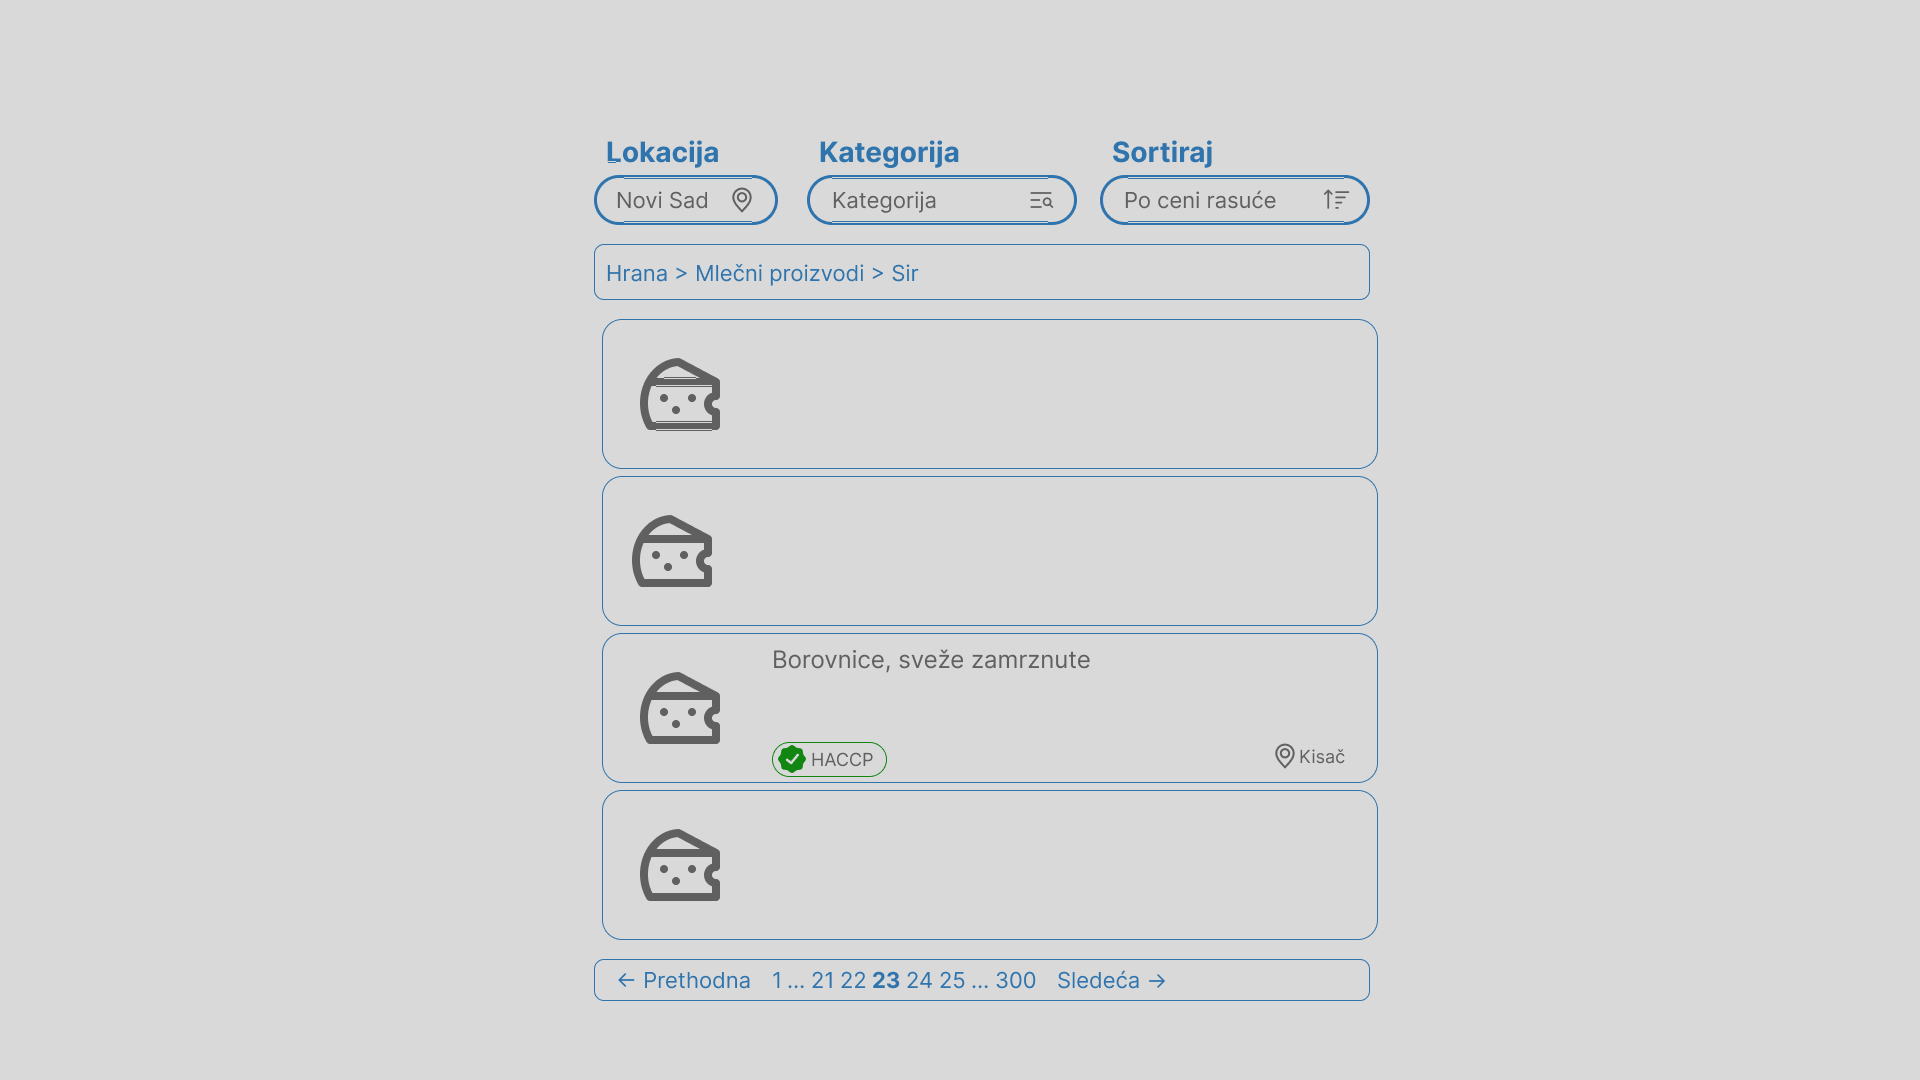 Lokacija Kategorija Sortiraj
Novi Sad Kategorija Po ceni rasuće
Hrana > Mlečni proizvodi > Sir
Borovnice, sveže zamrznute
HACCP Kisač
← Prethodna 1 ... 21 22 23 24 25 ... 300 Sledeća →